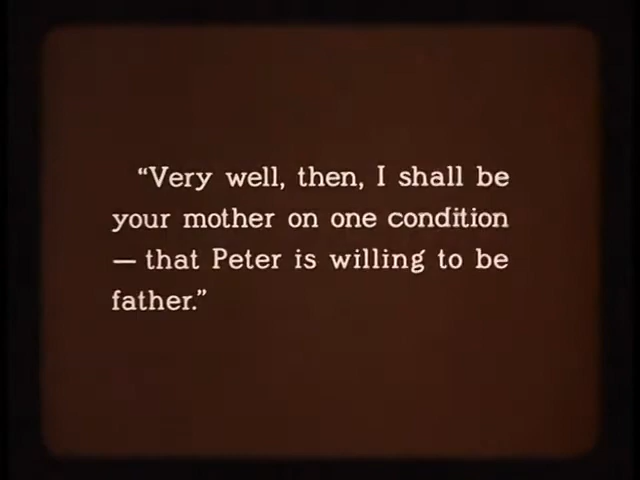 “Very well, then, I shall be
your mother on one condition
— that Peter is willing to be
father.”